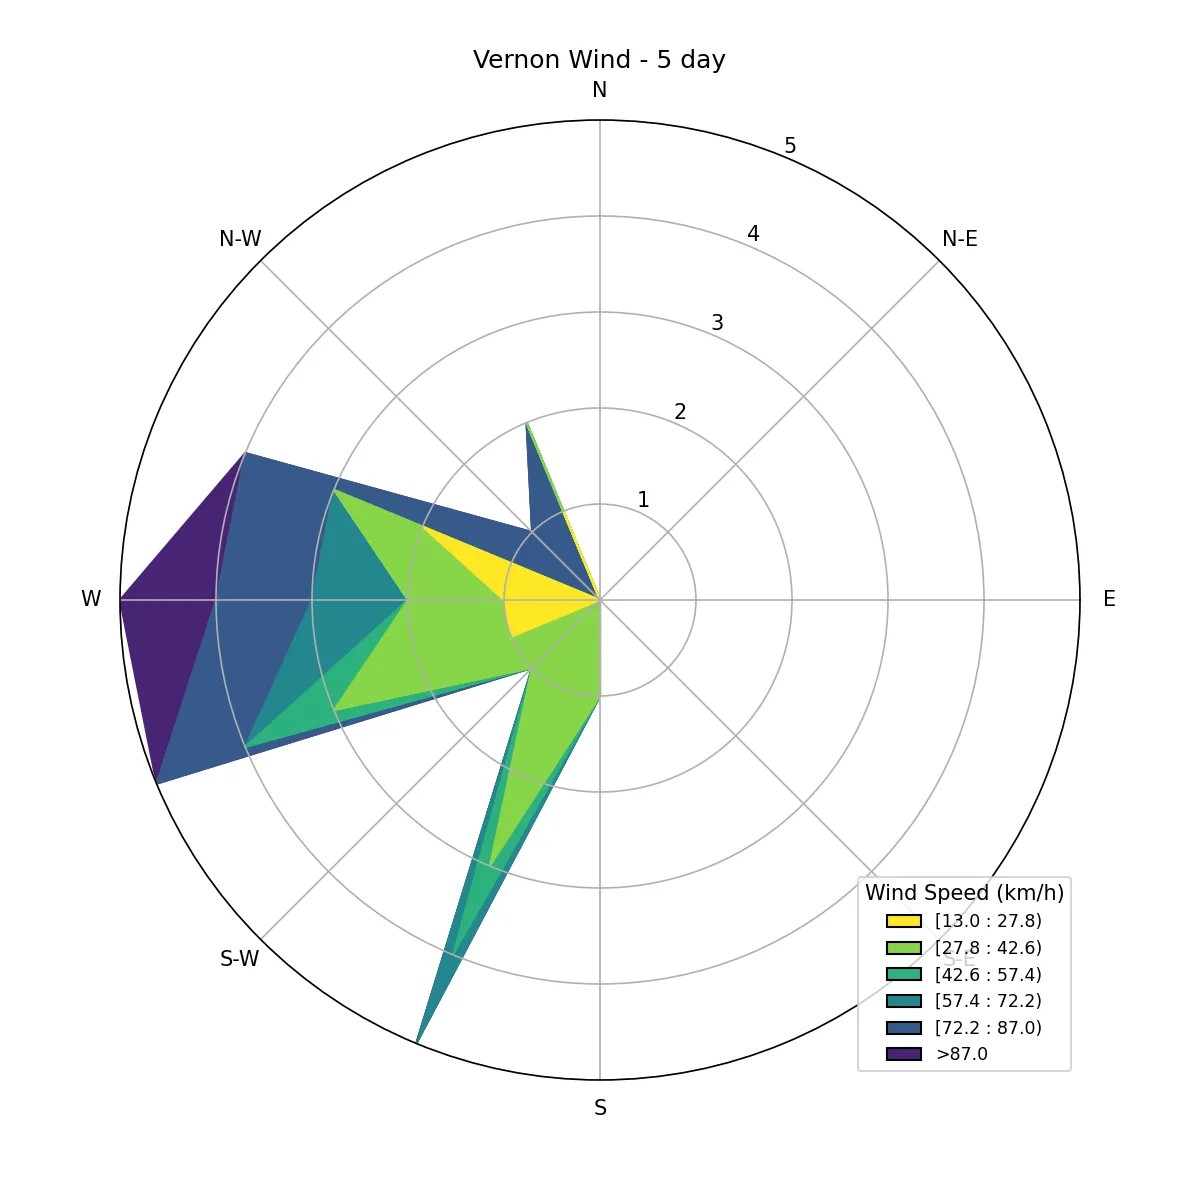 Vernon Wind - 5 day
N
5
N-W
4
N-E
3
2
1
W
E
S-W
S-E
Wind Speed (km/h)
[13.0 : 27.8)
[27.8 : 42.6)
[42.6 : 57.4)
[57.4 : 72.2)
[72.2 : 87.0)
>87.0
S